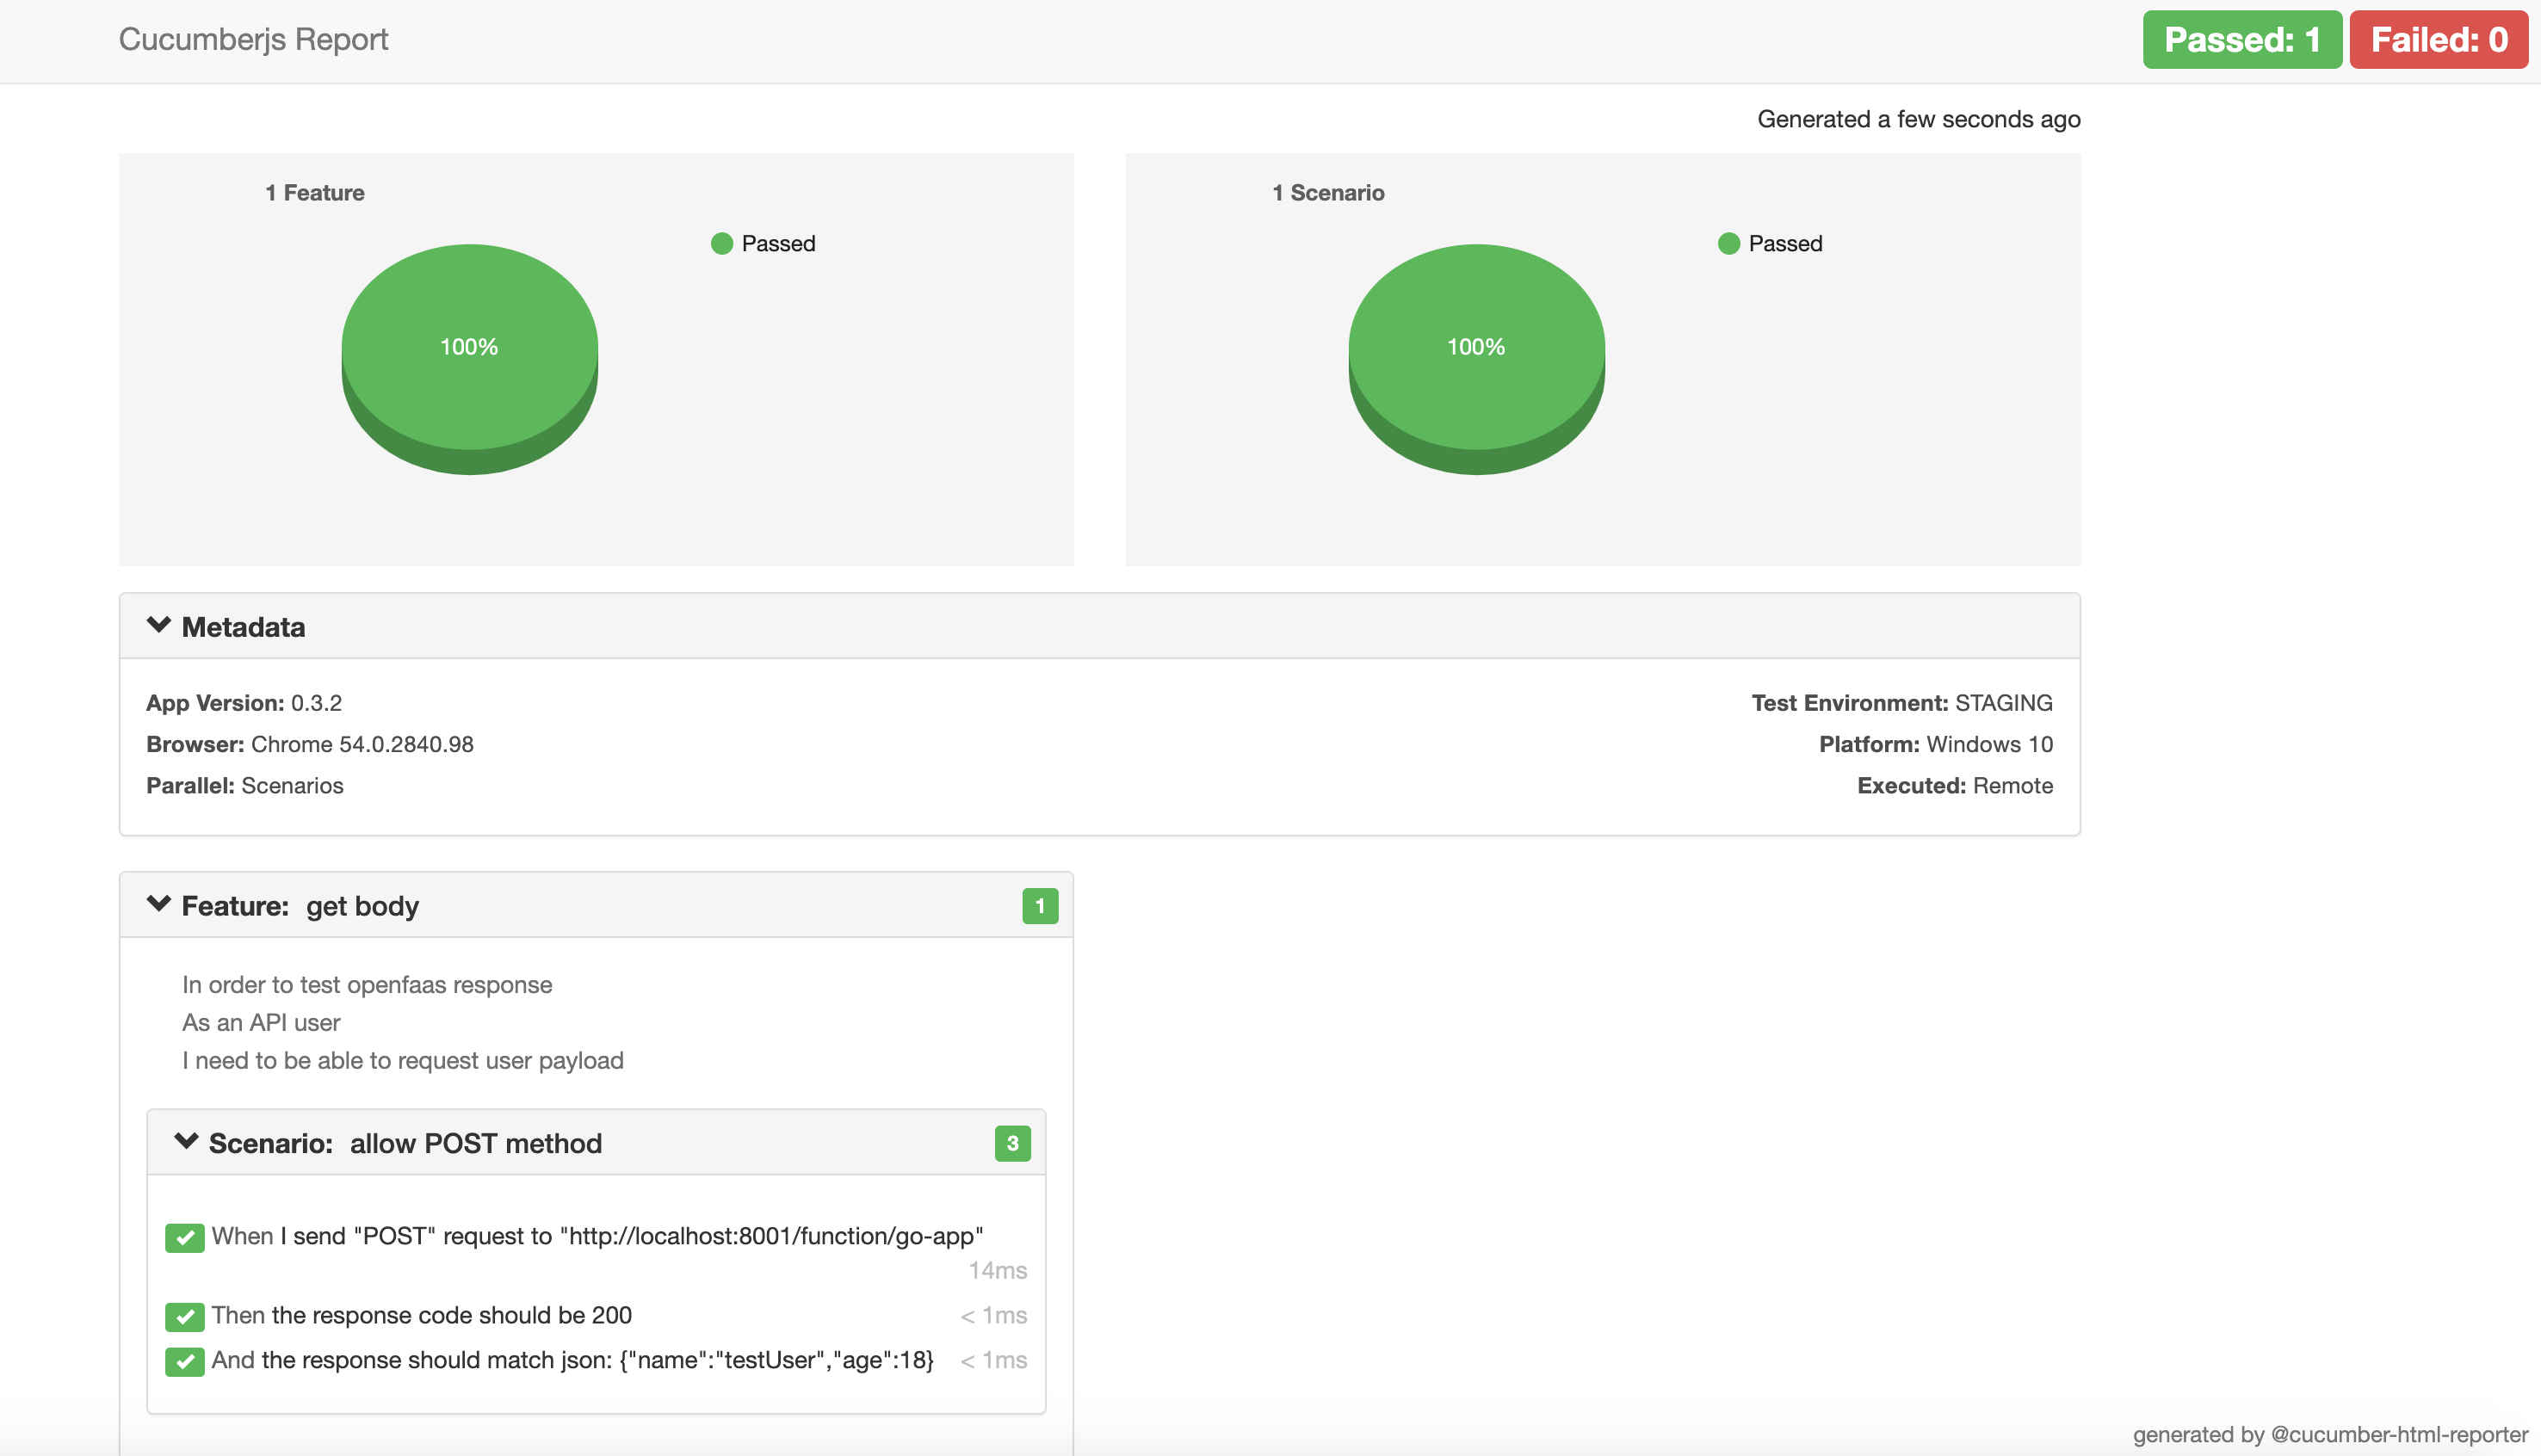 Cucumberjs Report
Passed: 1
Failed: 0
Generated a few seconds ago
1 Feature
Passed
100%
1 Scenario
Passed
100%
Metadata
App Version: 0.3.2
Test Environment: STAGING
Browser: Chrome 54.0.2840.98
Platform: Windows 10
Parallel: Scenarios
Executed: Remote
Feature: get body
1
In order to test openfaas response
As an API user
I need to be able to request user payload
Scenario: allow POST method
3
When I send "POST" request to "http://localhost:8001/function/go-app"
14ms
Then the response code should be 200 < 1ms
And the response should match json: {"name":"testUser","age":18} < 1ms
generated by @cucumber-html-reporter